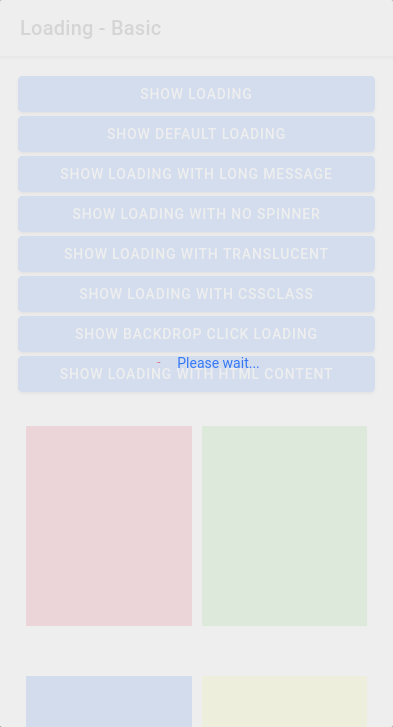 Loading - Basic
SHOW LOADING
SHOW DEFAULT LOADING
SHOW LOADING WITH LONG MESSAGE
SHOW LOADING WITH NO SPINNER
SHOW LOADING WITH TRANSLUCENT
SHOW LOADING WITH CSSCLASS
SHOW BACKDROP CLICK LOADING
Please wait...
SHOW LOADING WITH HTML CONTENT